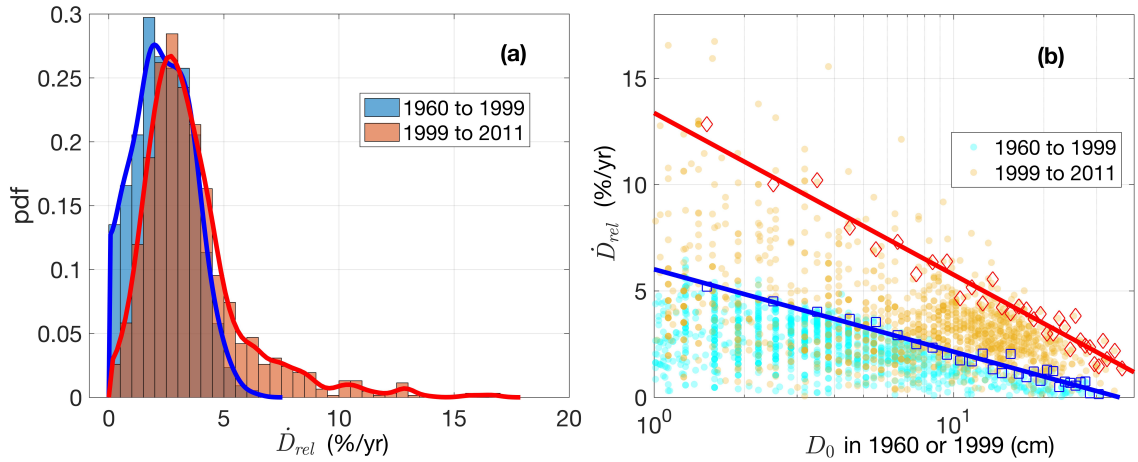 0.3
0.25
0.2
0.15
0.1
0.05
0
pdf
(a)
1960 to 1999
1999 to 2011
0
5
10
15
20
Ḋ_rel (%/yr)
15
10
5
0
Ḋ_rel (%/yr)
(b)
1960 to 1999
1999 to 2011
10^0
10^1
D_0 in 1960 or 1999 (cm)